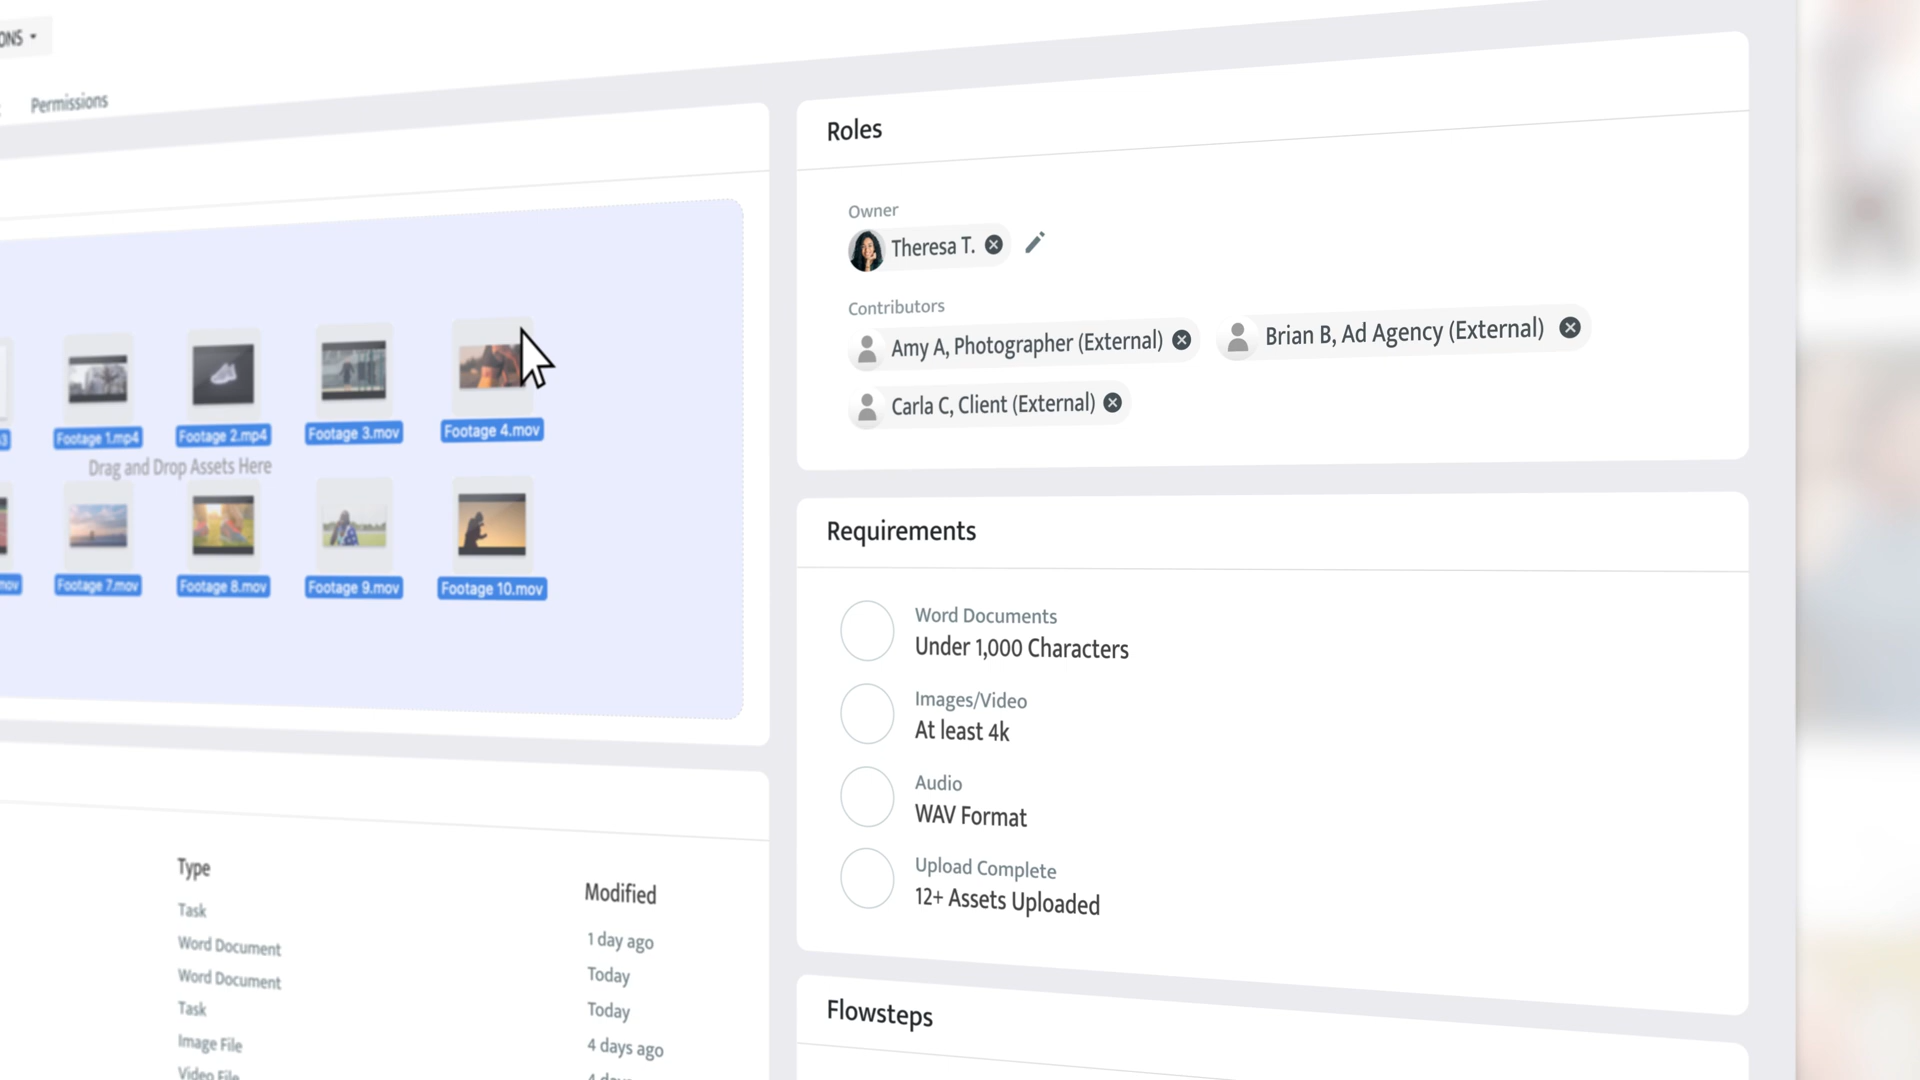 ONS
Permissions
Footage 1.mp4
Footage 2.mp4
Footage 3.mov
Footage 4.mov
Drag and Drop Assets Here
Footage 7.mov
Footage 8.mov
Footage 9.mov
Footage 10.mov
Type
Modified
Task
1 day ago
Word Document
Today
Word Document
Today
Task
4 days ago
Image File
Video File
Roles
Owner
Theresa T.
Contributors
Amy A, Photographer (External)
Brian B, Ad Agency (External)
Carla C, Client (External)
Requirements
Word Documents
Under 1,000 Characters
Images/Video
At least 4k
Audio
WAV Format
Upload Complete
12+ Assets Uploaded
Flowsteps